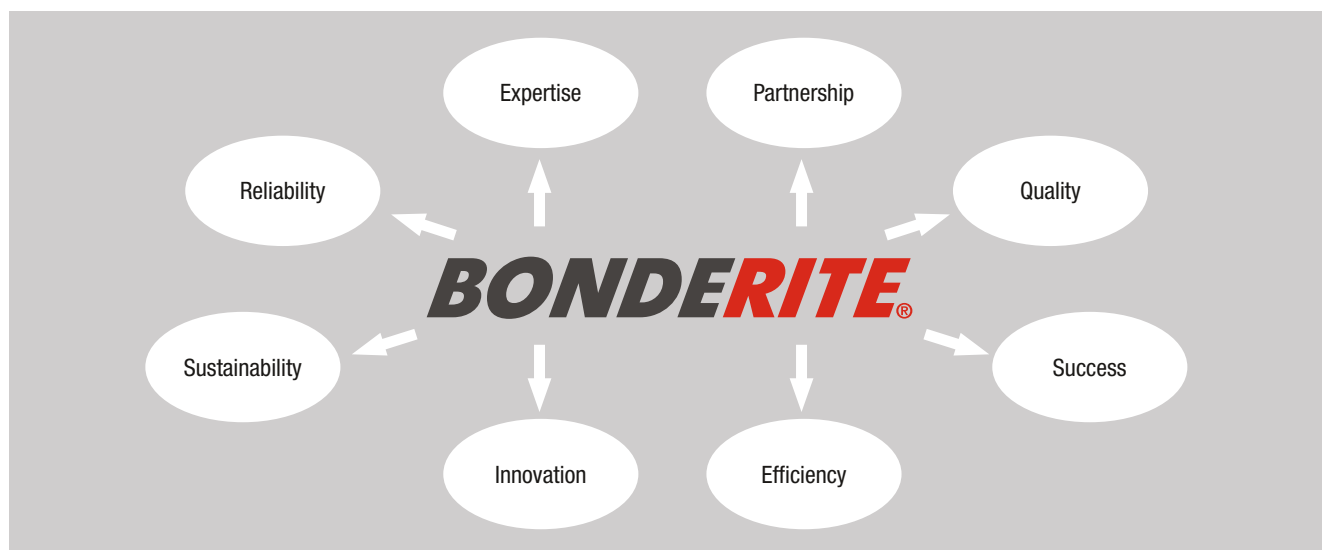 Expertise
Partnership
Reliability
Quality
BONDERITE®
Sustainability
Success
Innovation
Efficiency